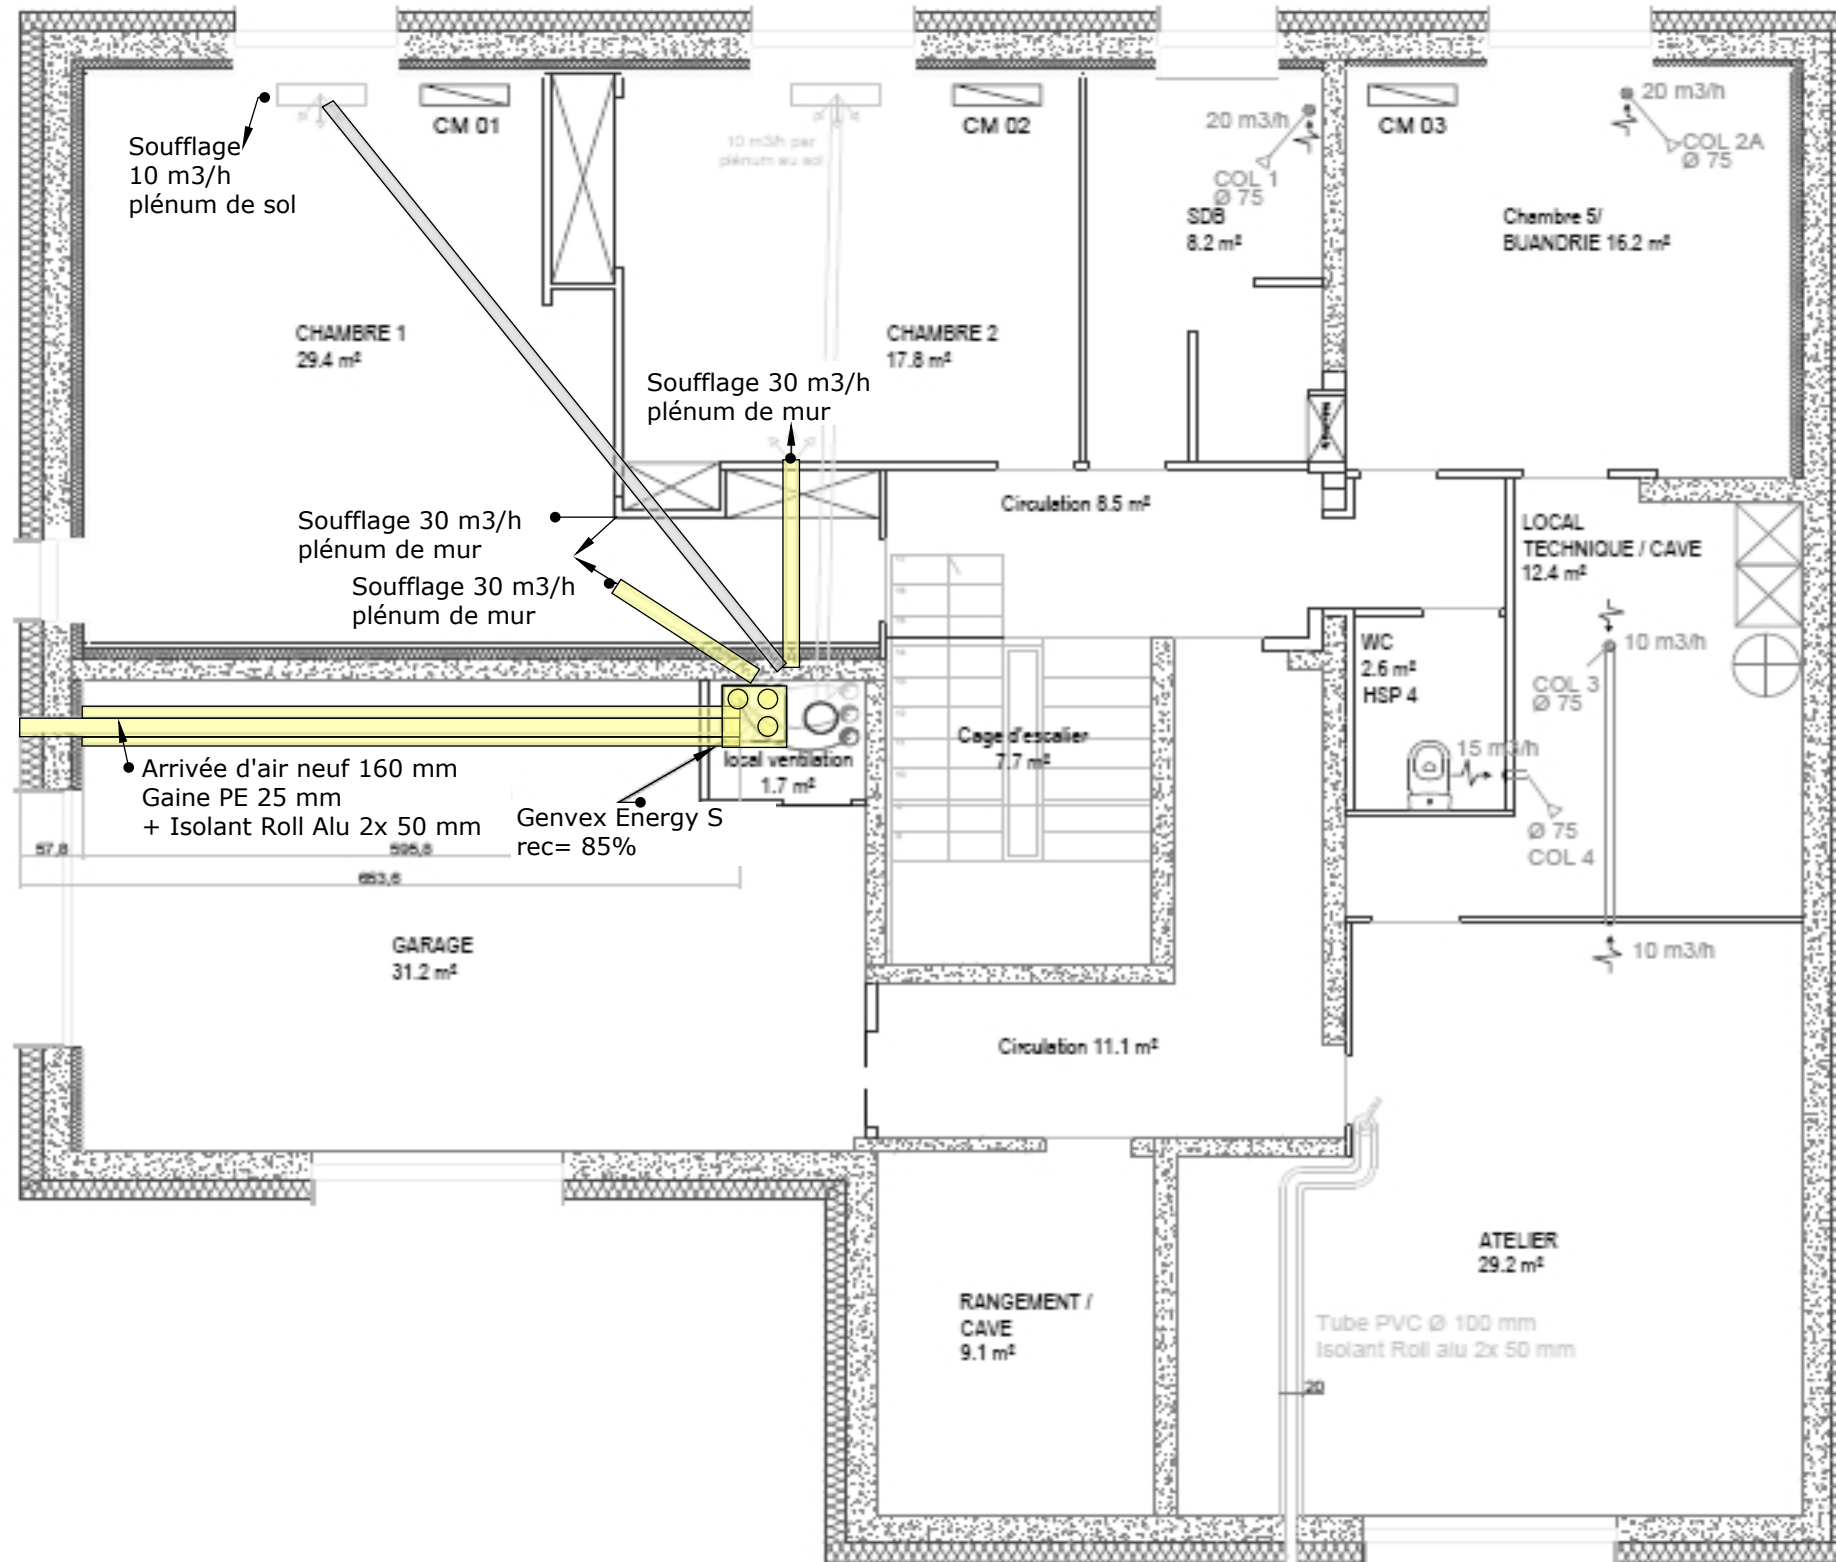 Soufflage
10 m3/h
plénum de sol
CM 01
10 m3/h par
plénum au sol
CM 02
20 m3/h
COL 1
Ø 75
SDB
8.2 m²
CM 03
20 m3/h
COL 2A
Ø 75
Chambre 5/
BUANDRIE 16.2 m²
CHAMBRE 1
29.4 m²
CHAMBRE 2
17.8 m²
Soufflage 30 m3/h
plénum de mur
Soufflage 30 m3/h
plénum de mur
Soufflage 30 m3/h
plénum de mur
Circulation 8.5 m²
LOCAL
TECHNIQUE / CAVE
12.4 m²
WC
2.6 m²
HSP 4
10 m3/h
COL 3
Ø 75
15 m3/h
Ø 75
COL 4
10 m3/h
Cage d'escalier
7.7 m²
local ventilation
1.7 m²
Arrivée d'air neuf 160 mm
Gaine PE 25 mm
+ Isolant Roll Alu 2x 50 mm
Genvex Energy S
rec= 85%
57,8
595,8
653,6
GARAGE
31.2 m²
Circulation 11.1 m²
ATELIER
29.2 m²
RANGEMENT /
CAVE
9.1 m²
Tube PVC Ø 100 mm
Isolant Roll alu 2x 50 mm
20